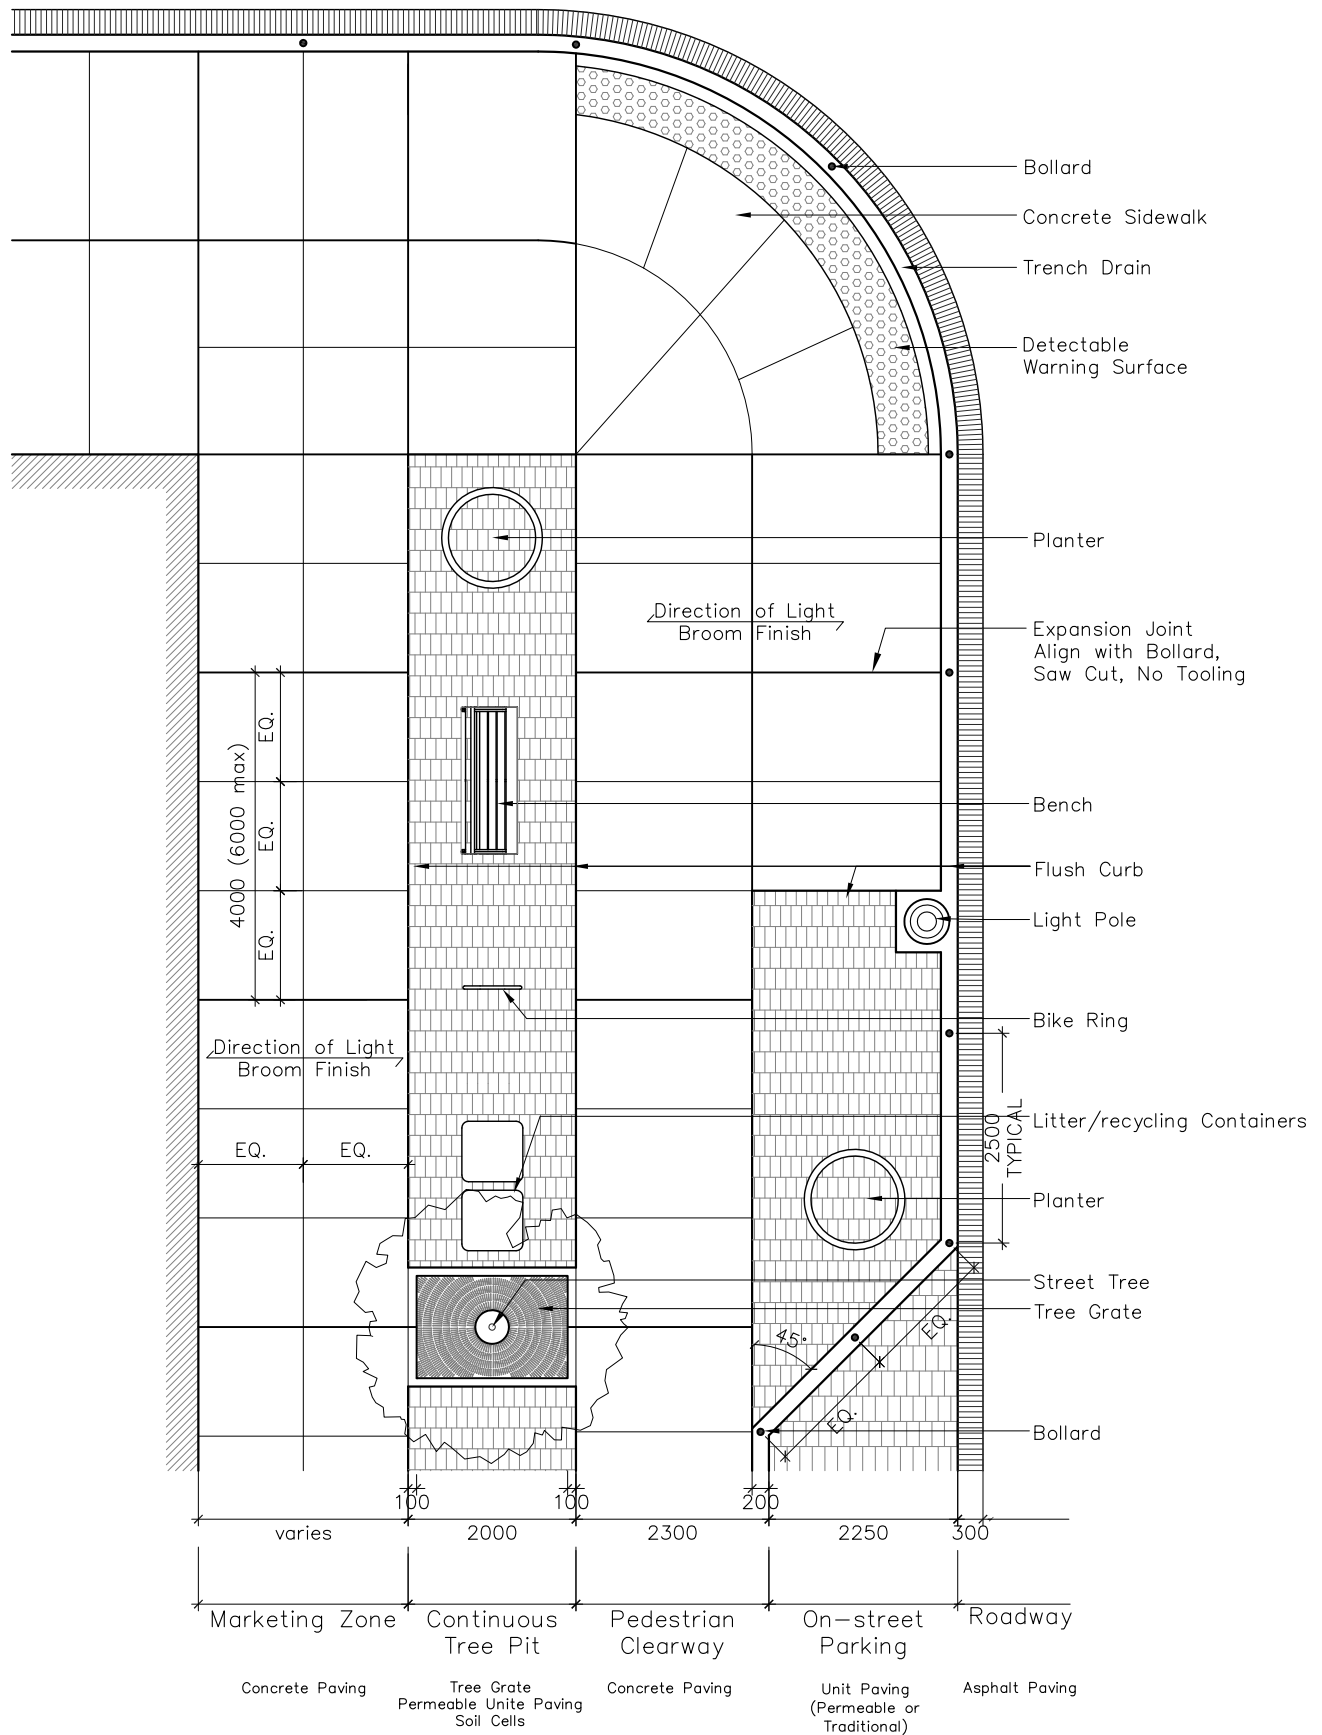 Bollard
Concrete Sidewalk
Trench Drain
Detectable
Warning Surface
Planter
Direction of Light
Broom Finish
Expansion Joint
Align with Bollard,
Saw Cut, No Tooling
EQ.
EQ.
EQ.
4000 (6000 max)
Bench
Flush Curb
Light Pole
Bike Ring
Direction of Light
Broom Finish
EQ.
EQ.
Litter/recycling Containers
2500
TYPICAL
Planter
Street Tree
Tree Grate
45°
EQ.
EQ.
Bollard
100
100
200
varies
2000
2300
2250
300
Marketing Zone
Continuous
Tree Pit
Pedestrian
Clearway
On-street
Parking
Roadway
Concrete Paving
Tree Grate
Permeable Unite Paving
Soil Cells
Concrete Paving
Unit Paving
(Permeable or
Traditional)
Asphalt Paving